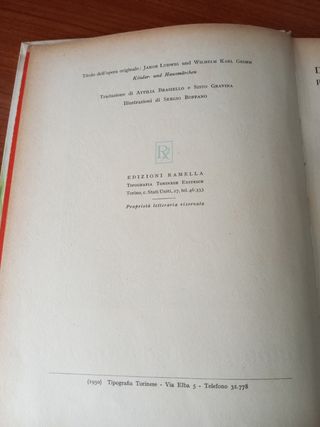 Titolo dell'opera originale: Jakob Ludwig und Wilhelm Karl Grimm
Kinder- und Hausmärchen
Traduzione di Attilia Brasiello e Sisto Gravina
Illustrazioni di Sergio Boffano
R
EDIZIONI RAMELLA
Tipografia Torinese Editrice
Torino, c. Stati Uniti, 27, tel. 46.333
Proprietà letteraria riservata
(1950) Tipografia Torinese - Via Elba 5 - Telefono 31.778